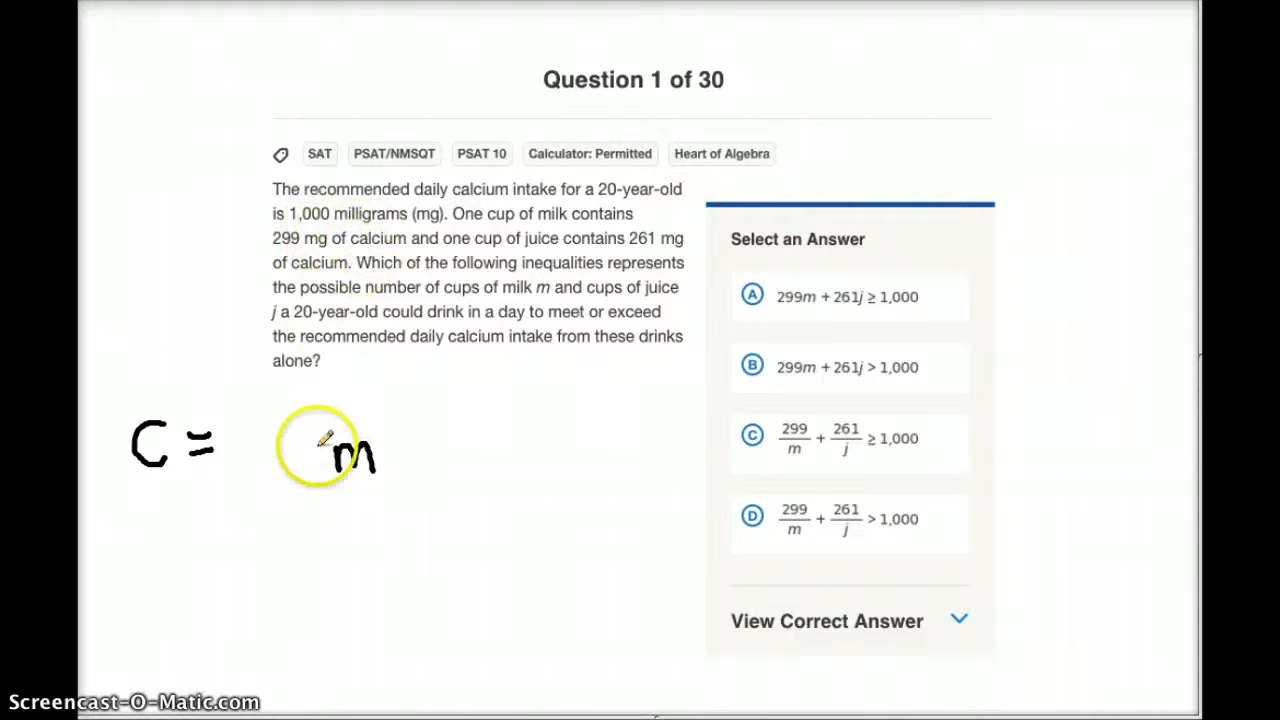 Question 1 of 30
SAT PSAT/NMSQT PSAT 10 Calculator: Permitted Heart of Algebra
The recommended daily calcium intake for a 20-year-old
is 1,000 milligrams (mg). One cup of milk contains
299 mg of calcium and one cup of juice contains 261 mg
of calcium. Which of the following inequalities represents
the possible number of cups of milk m and cups of juice
j a 20-year-old could drink in a day to meet or exceed
the recommended daily calcium intake from these drinks
alone?
C = m
Select an Answer
A 299m + 261j ≥ 1,000
B 299m + 261j > 1,000
C 299/m + 261/j ≥ 1,000
D 299/m + 261/j > 1,000
View Correct Answer
Screencast-O-Matic.com